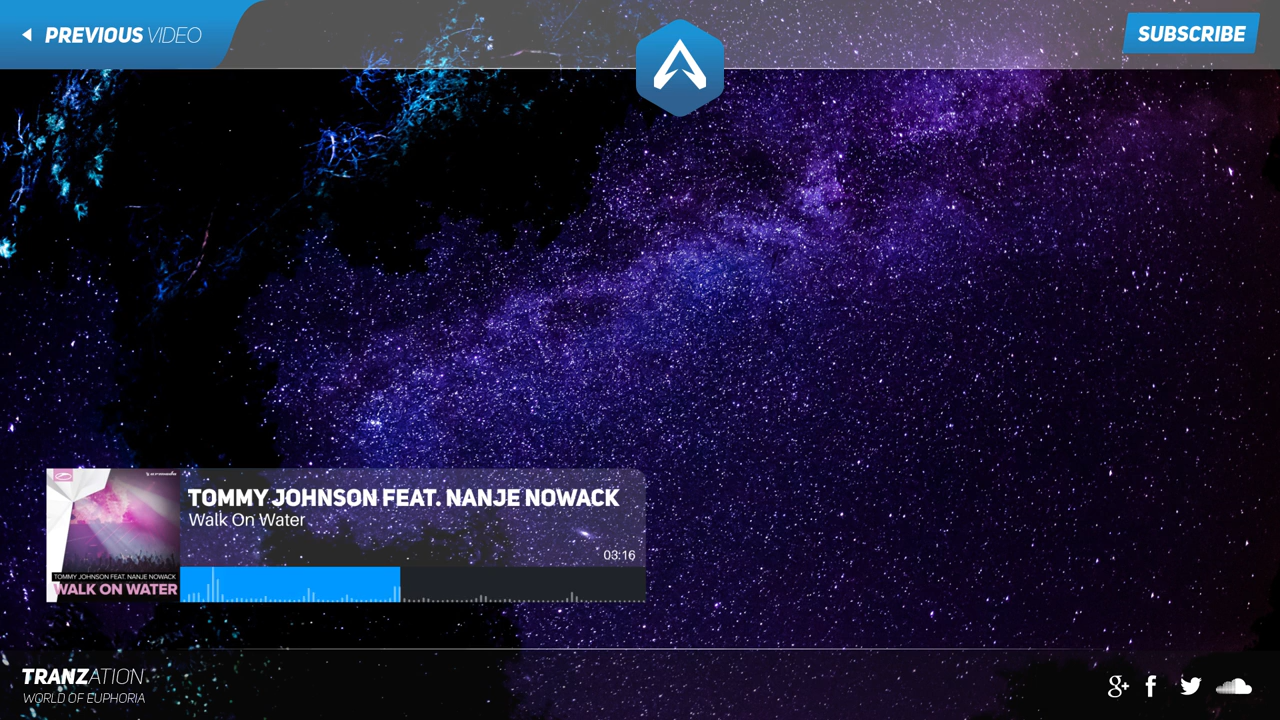 PREVIOUS VIDEO
SUBSCRIBE
TOMMY JOHNSON FEAT. NANJE NOWACK
Walk On Water
03:16
TOMMY JOHNSON FEAT. NANJE NOWACK
WALK ON WATER
TRANZATION
WORLD OF EUPHORIA
g+